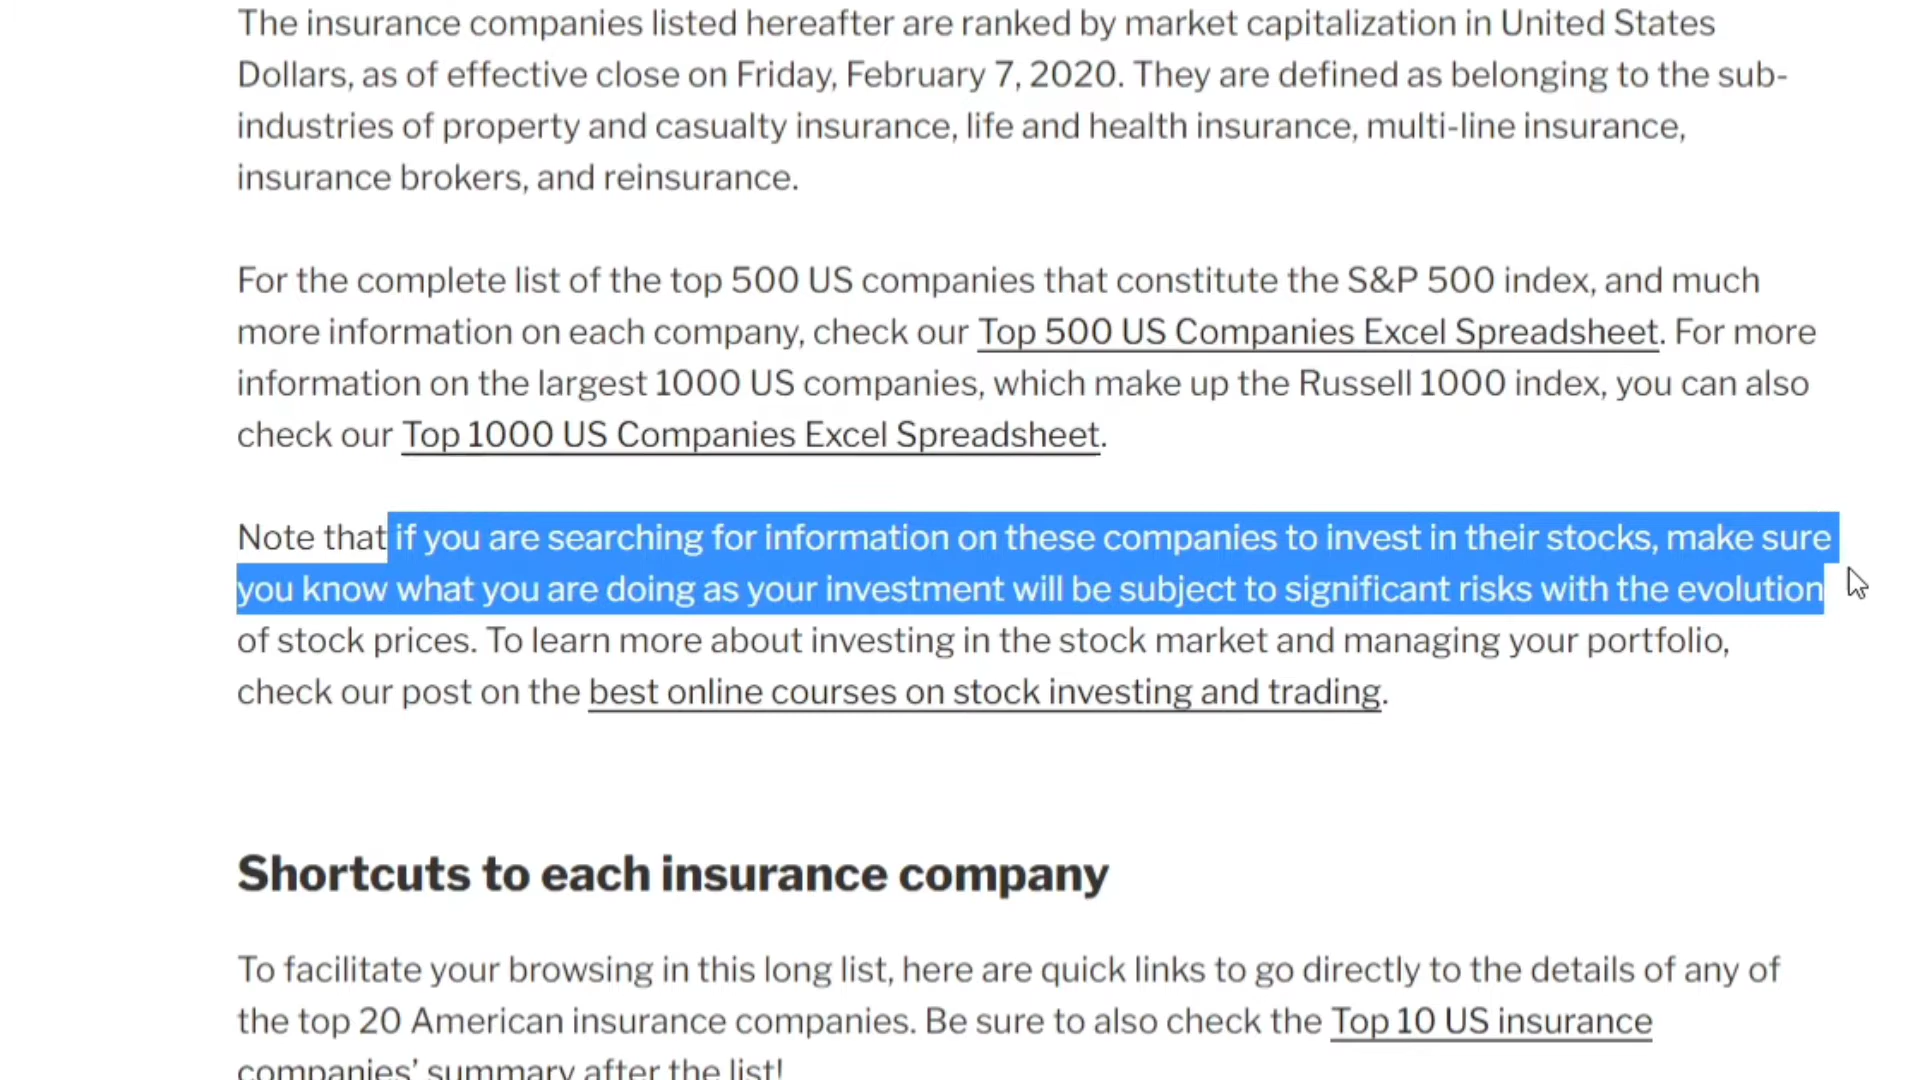 The insurance companies listed hereafter are ranked by market capitalization in United States
Dollars, as of effective close on Friday, February 7, 2020. They are defined as belonging to the sub-
industries of property and casualty insurance, life and health insurance, multi-line insurance,
insurance brokers, and reinsurance.
For the complete list of the top 500 US companies that constitute the S&P 500 index, and much
more information on each company, check our Top 500 US Companies Excel Spreadsheet. For more
information on the largest 1000 US companies, which make up the Russell 1000 index, you can also
check our Top 1000 US Companies Excel Spreadsheet.
Note that if you are searching for information on these companies to invest in their stocks, make sure
you know what you are doing as your investment will be subject to significant risks with the evolution
of stock prices. To learn more about investing in the stock market and managing your portfolio,
check our post on the best online courses on stock investing and trading.
Shortcuts to each insurance company
To facilitate your browsing in this long list, here are quick links to go directly to the details of any of
the top 20 American insurance companies. Be sure to also check the Top 10 US insurance
companies’ summary after the list!